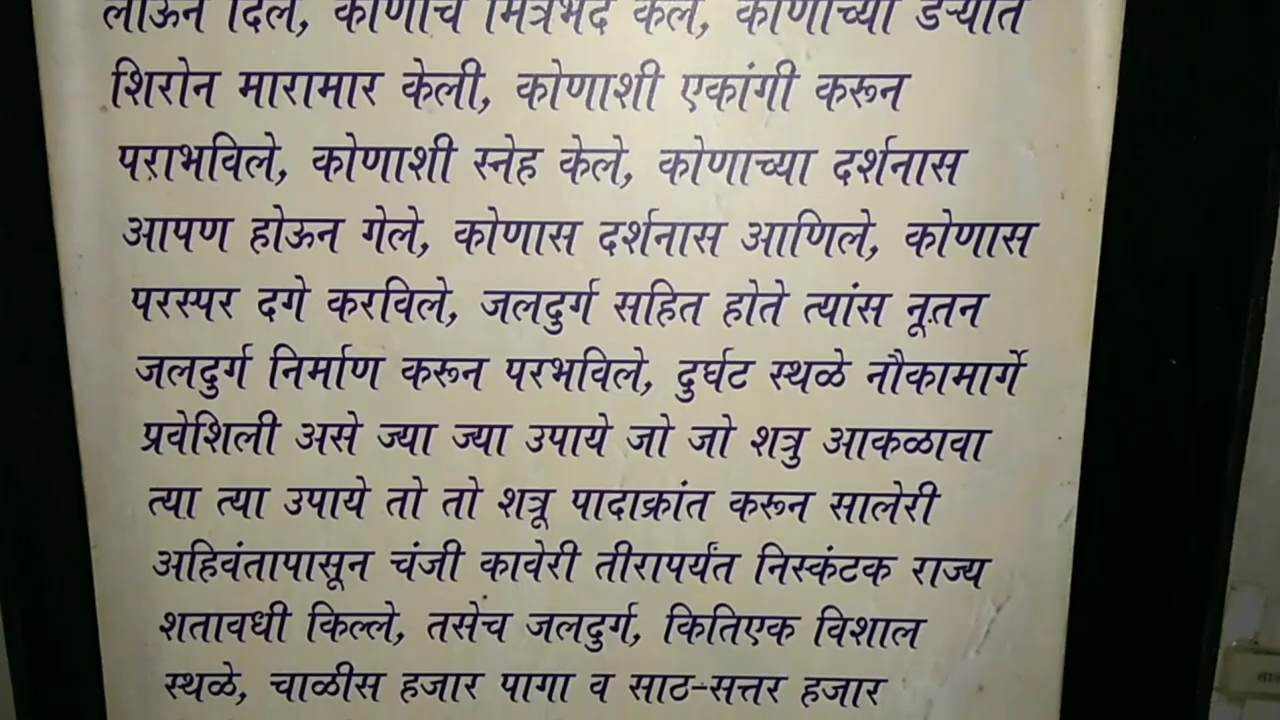 लाऊन दिले, कोणाचे मित्रभेद केले, कोणाच्या डेऱ्यात
शिरोन मारामार केली, कोणाशी एकांगी करून
पराभविले, कोणाशी स्नेह केले, कोणाच्या दर्शनास
आपण होऊन गेले, कोणास दर्शनास आणिले, कोणास
परस्पर दगे करविले, जलदुर्ग सहित होते त्यांस नूतन
जलदुर्ग निर्माण करून परभविले, दुर्घट स्थळे नौकामार्गे
प्रवेशिली असे ज्या ज्या उपाये जो जो शत्रु आकळावा
त्या त्या उपाये तो तो शत्रू पादाक्रांत करून सालेरी
अहिवंतापासून चंजी कावेरी तीरापर्यंत निस्कंटक राज्य
शतावधी किल्ले, तसेंच जलदुर्ग, कितिएक विशाल
स्थळे, चाळीस हजार पागा व साठ-सत्तर हजार